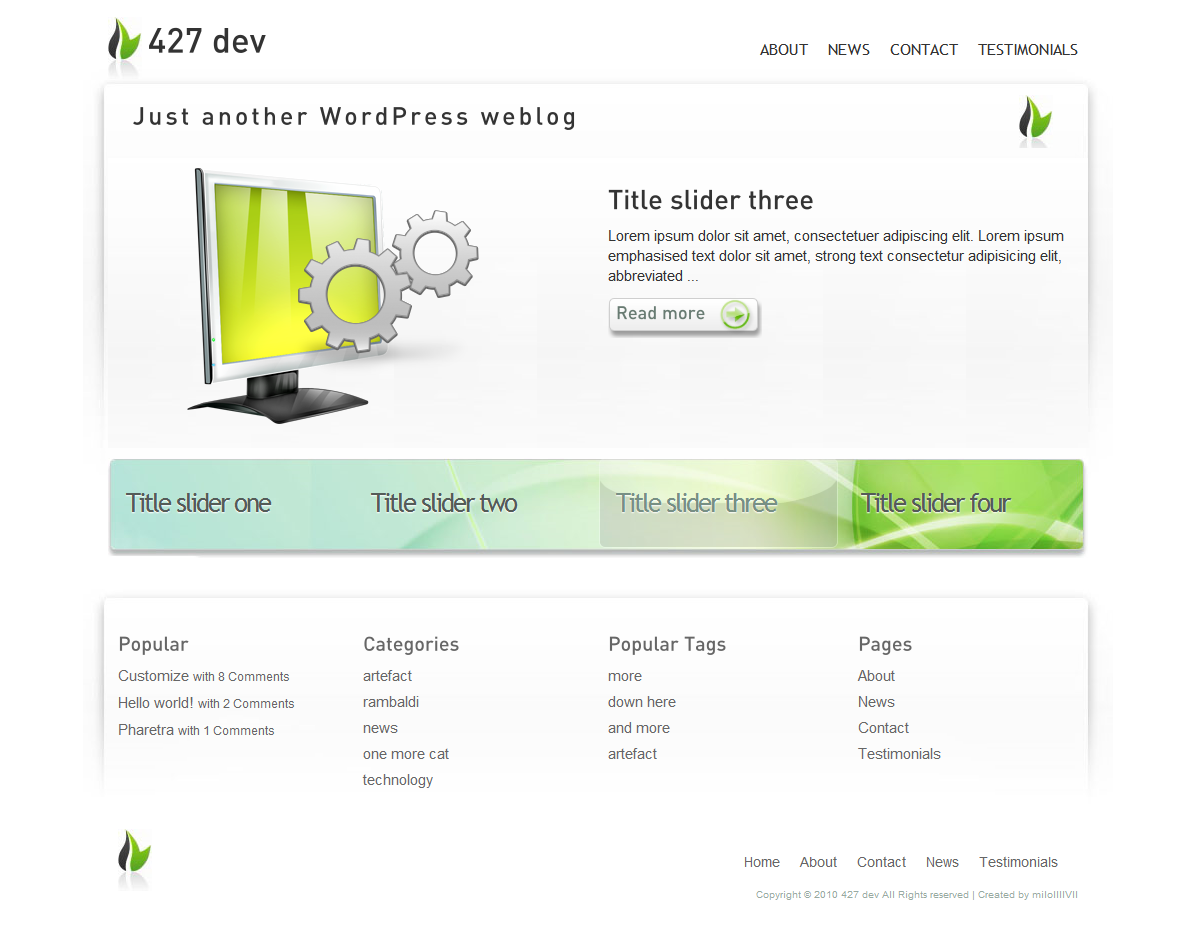 427 dev
ABOUT NEWS CONTACT TESTIMONIALS
Just another WordPress weblog
Title slider three
Lorem ipsum dolor sit amet, consectetuer adipiscing elit. Lorem ipsum
emphasised text dolor sit amet, strong text consectetur adipisicing elit,
abbreviated ...
Read more
Title slider one
Title slider two
Title slider three
Title slider four
Popular
Customize with 8 Comments
Hello world! with 2 Comments
Pharetra with 1 Comments
Categories
artefact
rambaldi
news
one more cat
technology
Popular Tags
more
down here
and more
artefact
Pages
About
News
Contact
Testimonials
Home About Contact News Testimonials
Copyright © 2010 427 dev All Rights reserved | Created by miloIIIIVII